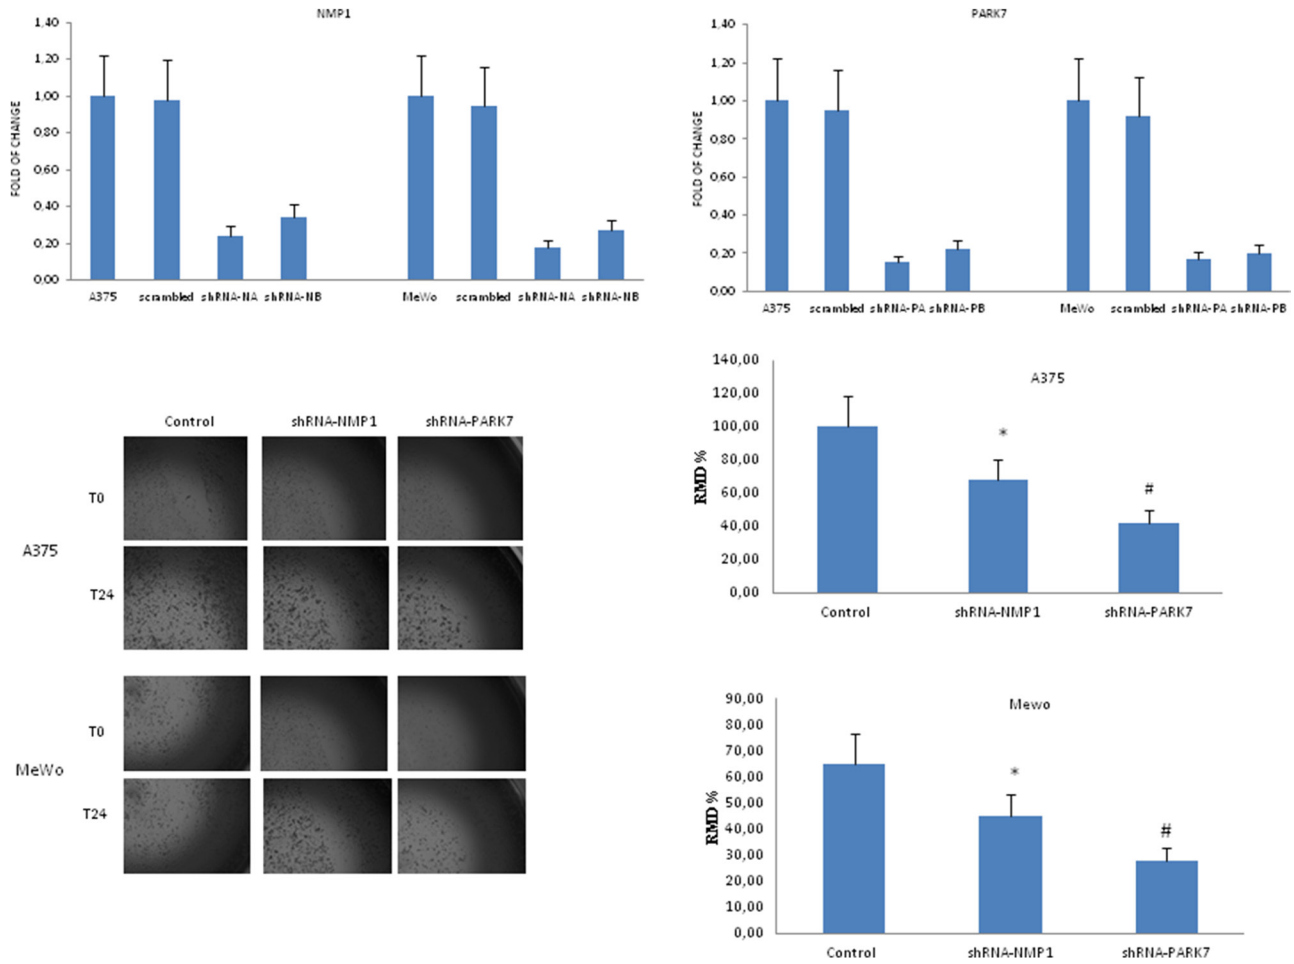 NMP1
1,40
1,20
1,00
0,80
0,60
0,40
0,20
0,00
FOLD OF CHANGE
A375 scrambled shRNA-NA shRNA-NB MeWo scrambled shRNA-NA shRNA-NB
PARK7
1,40
1,20
1,00
0,80
0,60
0,40
0,20
0,00
FOLD OF CHANGE
A375 scrambled shRNA-PA shRNA-PB MeWo scrambled shRNA-PA shRNA-PB
Control shRNA-NMP1 shRNA-PARK7
T0
A375
T24
T0
MeWo
T24
A375
140,00
120,00
100,00
80,00
60,00
40,00
20,00
0,00
RMD %
*
#
Control shRNA-NMP1 shRNA-PARK7
Mewo
90,00
80,00
70,00
60,00
50,00
40,00
30,00
20,00
10,00
0,00
RMD %
*
#
Control shRNA-NMP1 shRNA-PARK7